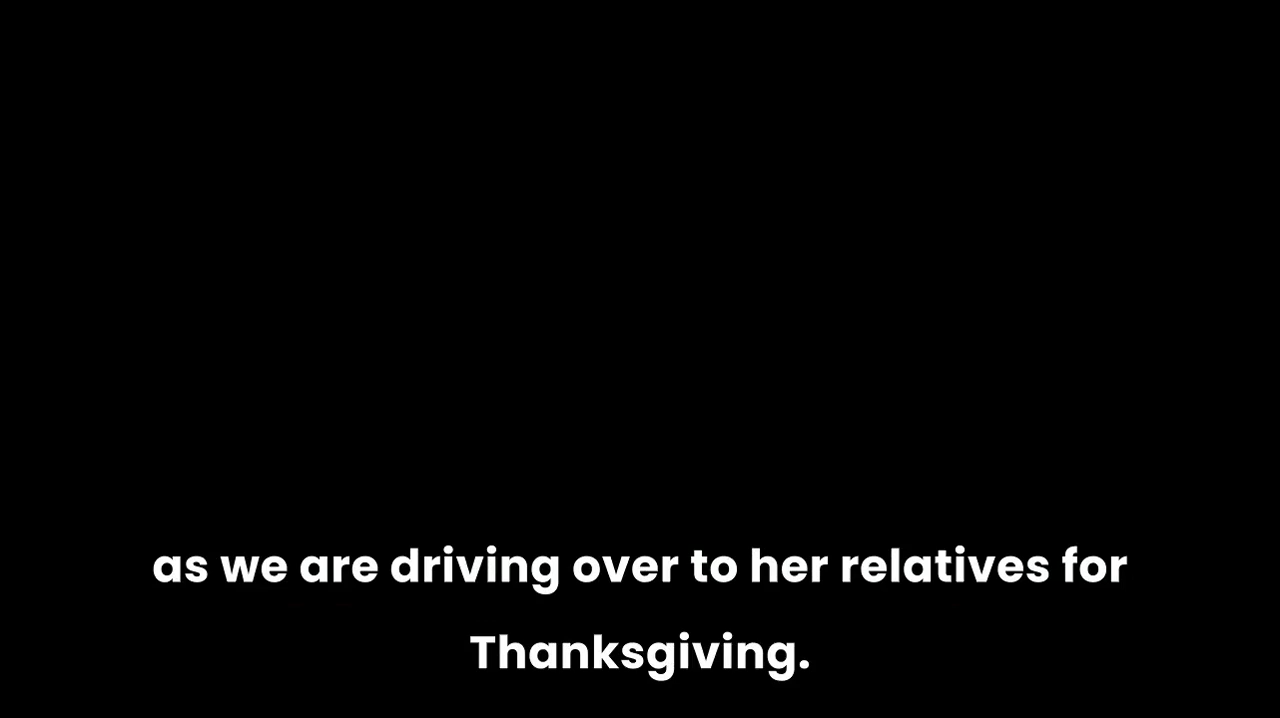 as we are driving over to her relatives for
Thanksgiving.